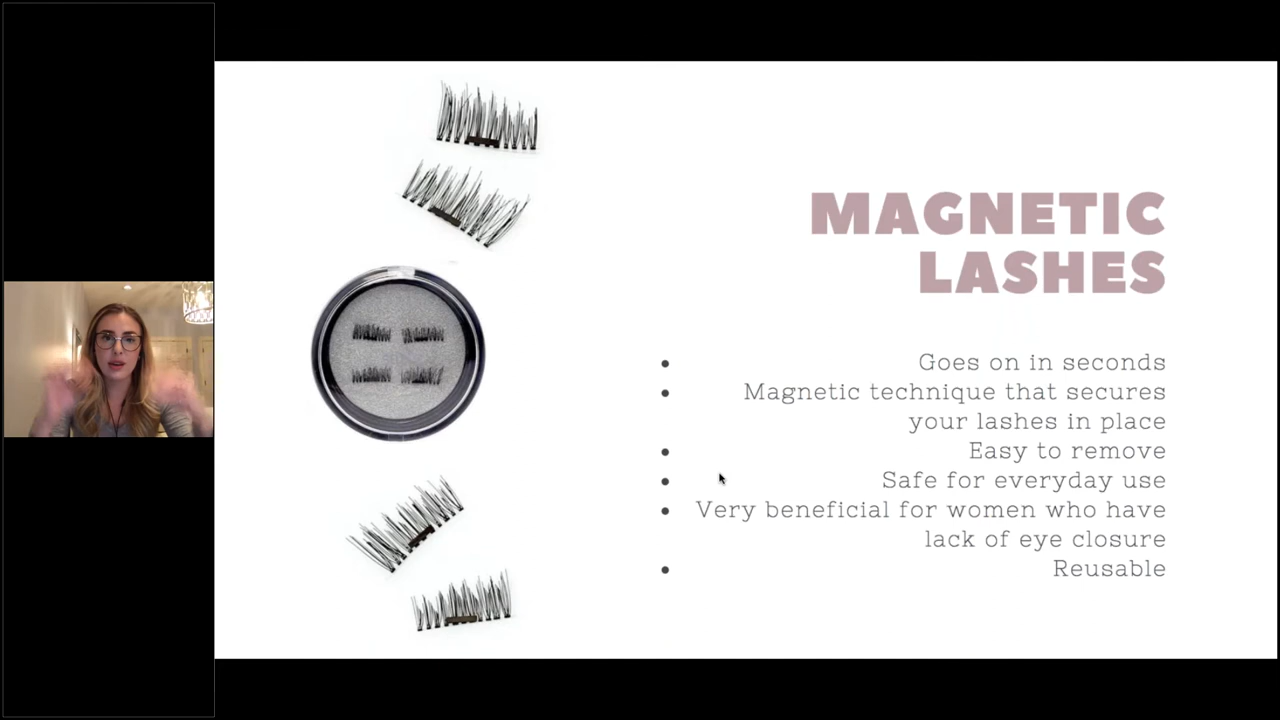 MAGNETIC
LASHES
Goes on in seconds
Magnetic technique that secures
your lashes in place
Easy to remove
Safe for everyday use
Very beneficial for women who have
lack of eye closure
Reusable